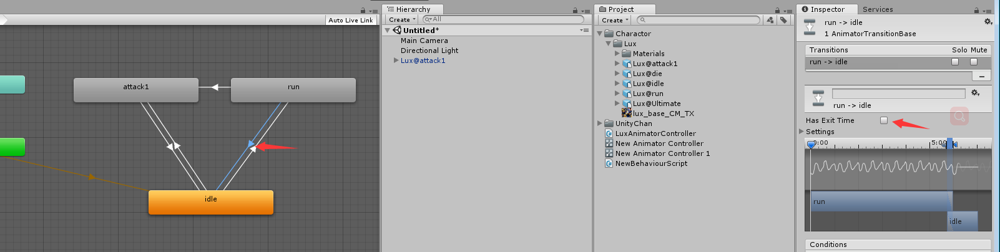 Auto Live Link
attack1
run
idle
Hierarchy
Create
All
Untitled*
Main Camera
Directional Light
Lux@attack1
Project
Create
Charactor
Lux
Materials
Lux@attack1
Lux@die
Lux@idle
Lux@run
Lux@Ultimate
lux_base_CM_TX
UnityChan
LuxAnimatorController
New Animator Controller
New Animator Controller 1
NewBehaviourScript
Inspector Services
run -> idle
1 AnimatorTransitionBase
Transitions Solo Mute
run -> idle
run -> idle
Has Exit Time
Settings
0:00 5:00
run
idle
Conditions